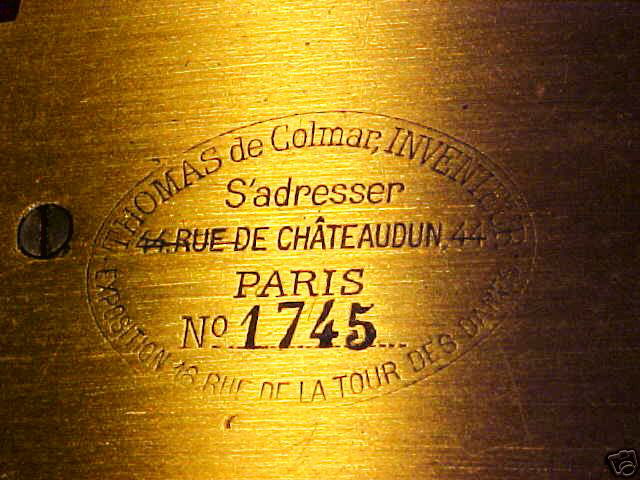 THOMAS de Colmar, INVENTEUR
S'adresser
44. RUE DE CHÂTEAUDUN, 44
PARIS
No 1745
EXPOSITION 16 RUE DE LA TOUR DES DAMES